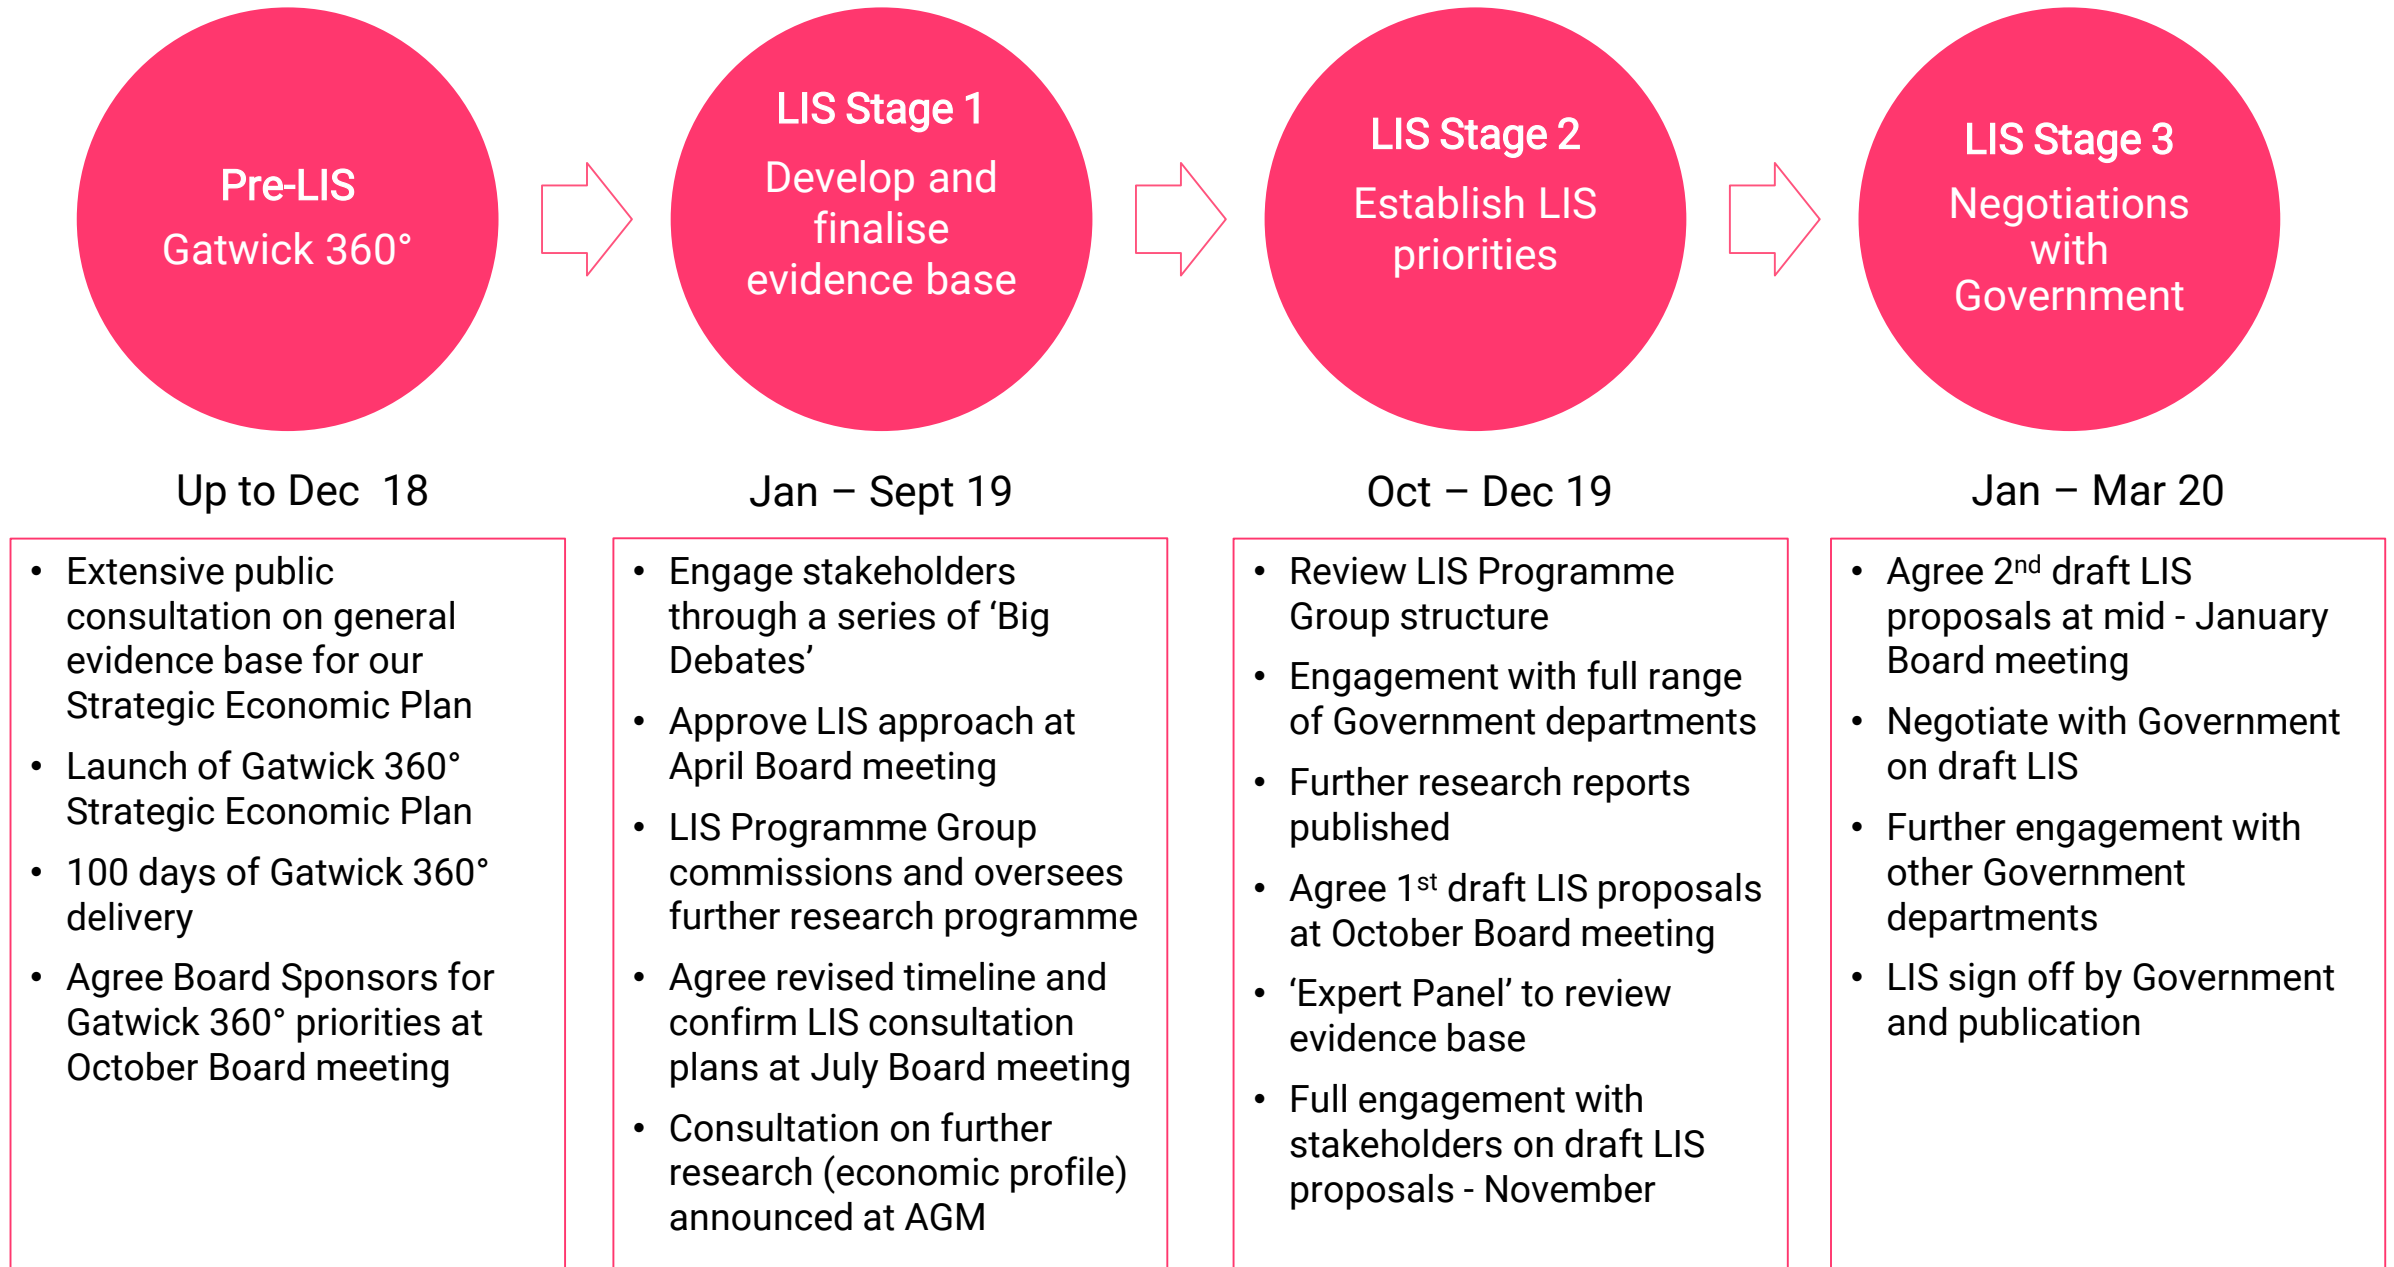 Pre-LIS
Gatwick 360°
LIS Stage 1
Develop and
finalise
evidence base
LIS Stage 2
Establish LIS
priorities
LIS Stage 3
Negotiations
with
Government
Up to Dec 18
Jan – Sept 19
Oct – Dec 19
Jan – Mar 20
• Extensive public
consultation on general
evidence base for our
Strategic Economic Plan
• Launch of Gatwick 360°
Strategic Economic Plan
• 100 days of Gatwick 360°
delivery
• Agree Board Sponsors for
Gatwick 360° priorities at
October Board meeting
• Engage stakeholders
through a series of ‘Big
Debates’
• Approve LIS approach at
April Board meeting
• LIS Programme Group
commissions and oversees
further research programme
• Agree revised timeline and
confirm LIS consultation
plans at July Board meeting
• Consultation on further
research (economic profile)
announced at AGM
• Review LIS Programme
Group structure
• Engagement with full range
of Government departments
• Further research reports
published
• Agree 1st draft LIS proposals
at October Board meeting
• ‘Expert Panel’ to review
evidence base
• Full engagement with
stakeholders on draft LIS
proposals - November
• Agree 2nd draft LIS
proposals at mid - January
Board meeting
• Negotiate with Government
on draft LIS
• Further engagement with
other Government
departments
• LIS sign off by Government
and publication